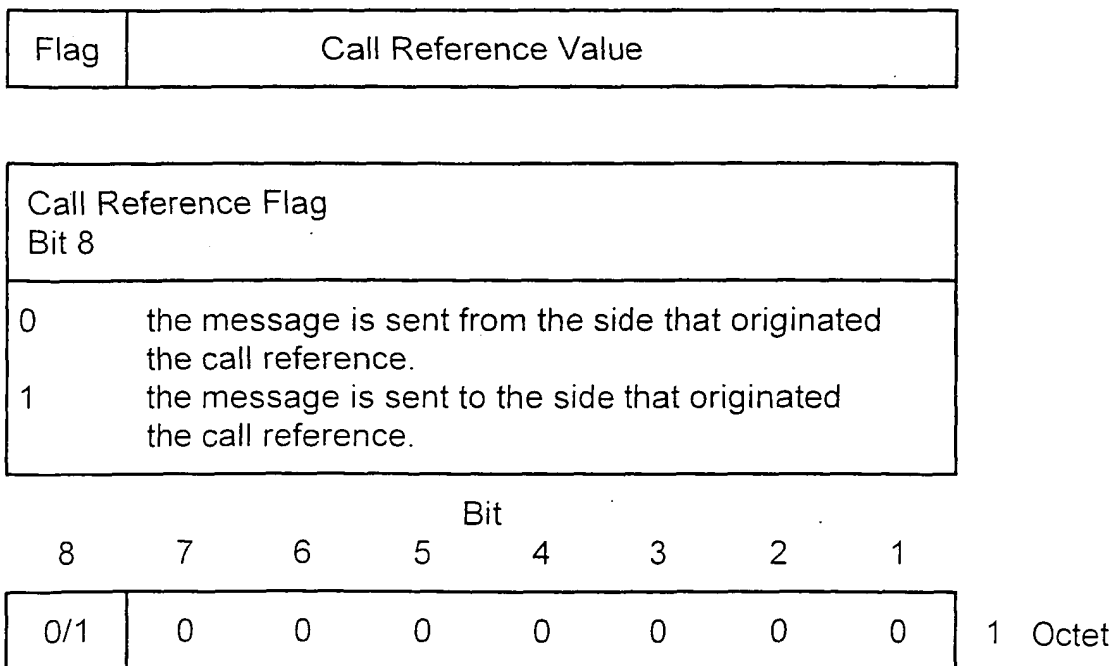 Flag Call Reference Value
Call Reference Flag
Bit 8
0 the message is sent from the side that originated
the call reference.
1 the message is sent to the side that originated
the call reference.
Bit
8 7 6 5 4 3 2 1
0/1 0 0 0 0 0 0 0 1 Octet